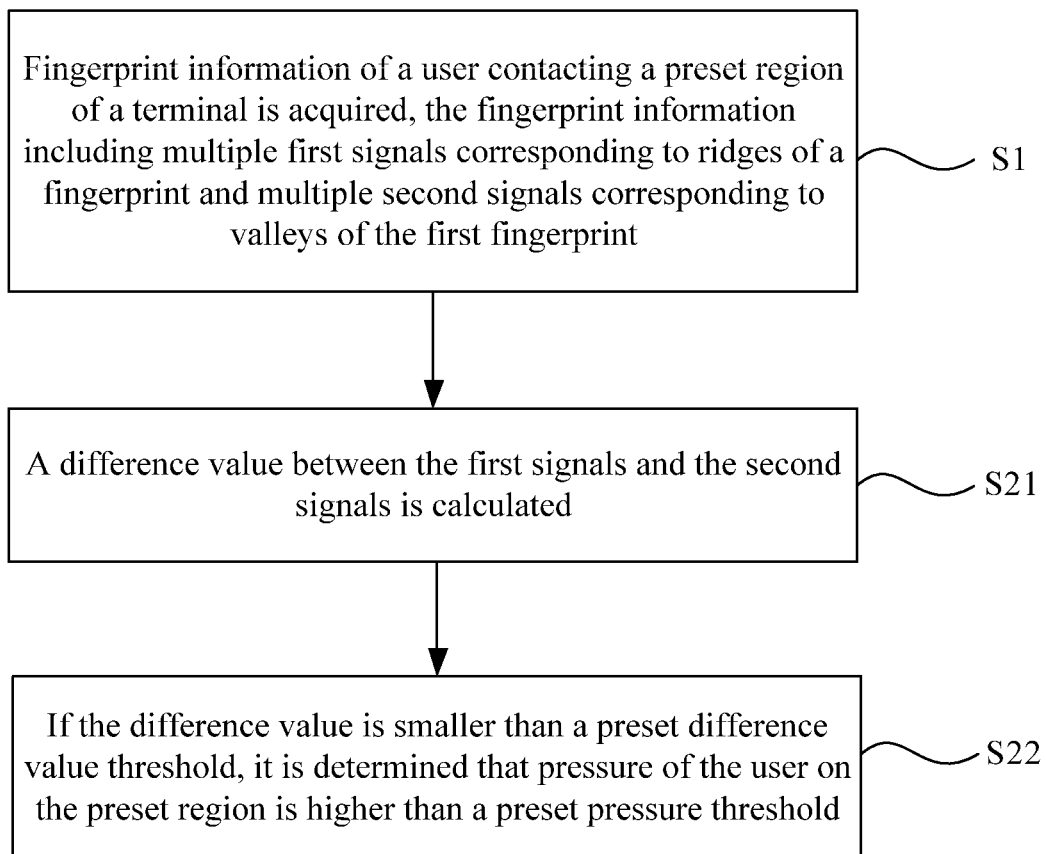 Fingerprint information of a user contacting a preset region
of a terminal is acquired, the fingerprint information
including multiple first signals corresponding to ridges of a
fingerprint and multiple second signals corresponding to
valleys of the first fingerprint
S1
A difference value between the first signals and the second
signals is calculated
S21
If the difference value is smaller than a preset difference
value threshold, it is determined that pressure of the user on
the preset region is higher than a preset pressure threshold
S22